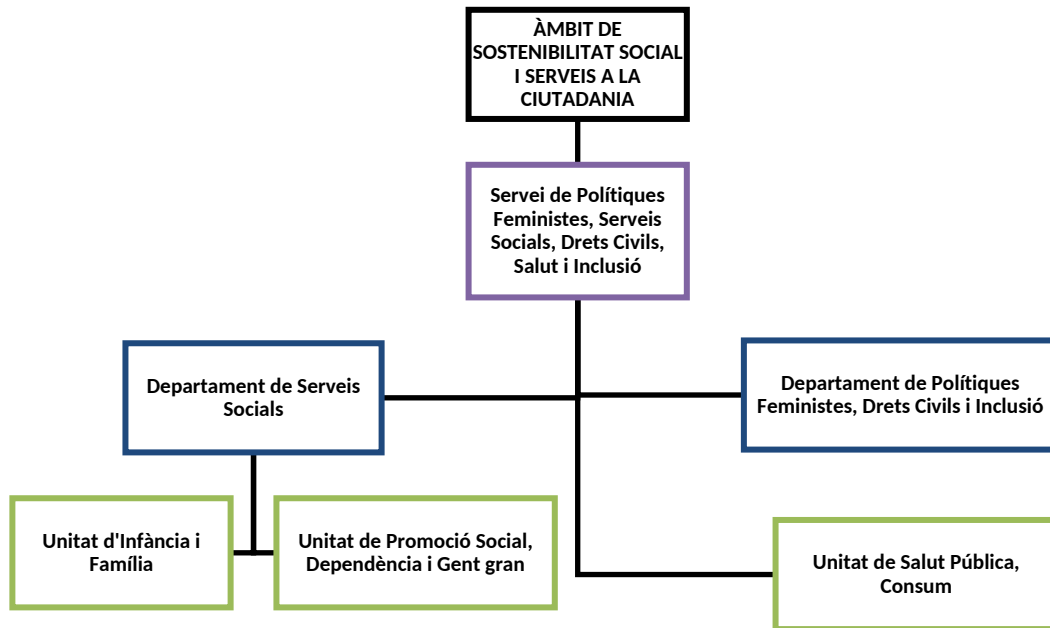 ÀMBIT DE
SOSTENIBILITAT SOCIAL
I SERVEIS A LA
CIUTADANIA
Servei de Polítiques
Feministes, Serveis
Socials, Drets Civils,
Salut i Inclusió
Departament de Serveis
Socials
Departament de Polítiques
Feministes, Drets Civils i Inclusió
Unitat d'Infància i
Família
Unitat de Promoció Social,
Dependència i Gent gran
Unitat de Salut Pública,
Consum